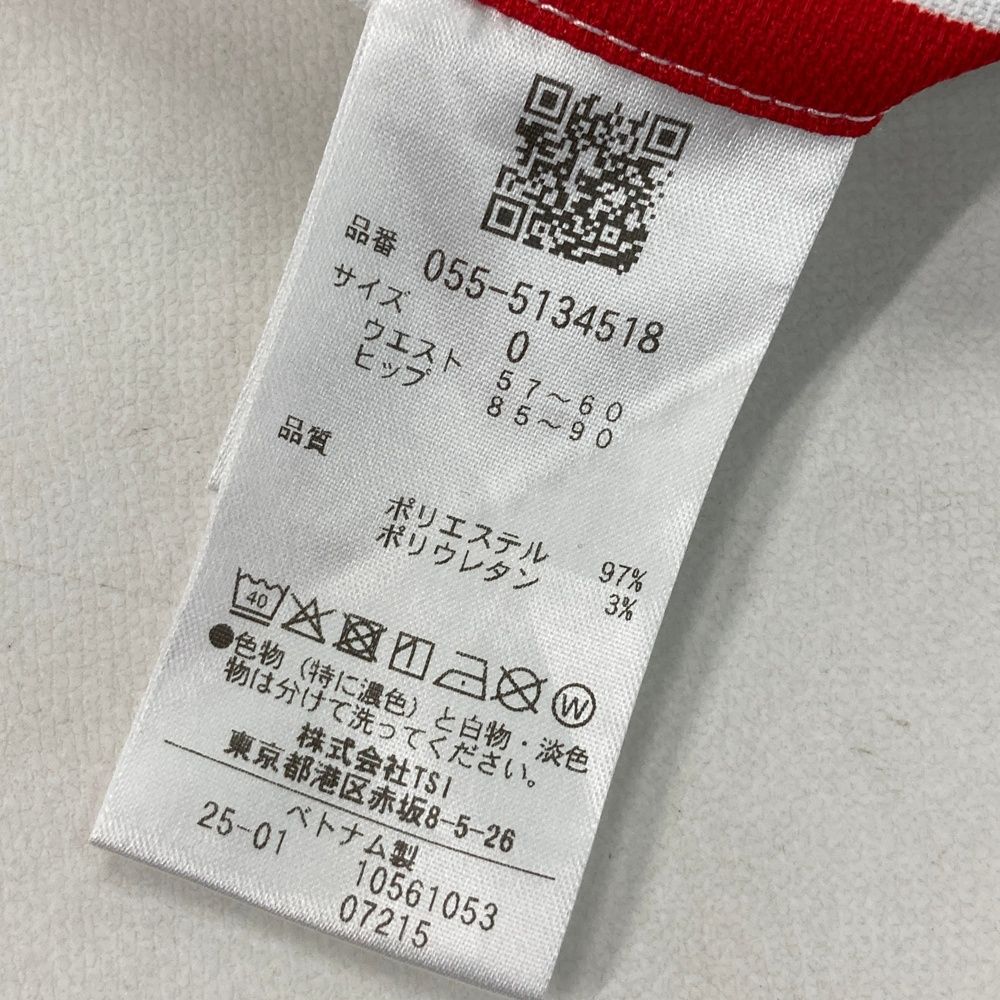 品番 055-5134518
サイズ 0
ウエスト 57～60
ヒップ 85～90
品質
ポリエステル 97%
ポリウレタン 3%
40 W
●色物（特に濃色）と白物・淡色
物は分けて洗ってください。
株式会社TSI
東京都港区赤坂8-5-26
ベトナム製
25-01 10561053
07215